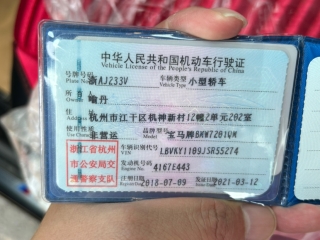 中华人民共和国机动车行驶证
Vehicle License of the People's Republic of China
号牌号码 浙AJ233V 车辆类型 小型轿车
Plate No. Vehicle Type
所有人 喻丹
Owner
住址 杭州市江干区机神新村12幢2单元202室
Address
使用性质 非营运 品牌型号 宝马牌BMW7201VM
Use Character Model
浙江省杭州
市公安局交
通警察支队
车辆识别代号 LBVKY1109JSR55274
VIN
发动机号码 4167E443
Engine No.
注册日期 2018-07-09 2021-03-12
Register Date